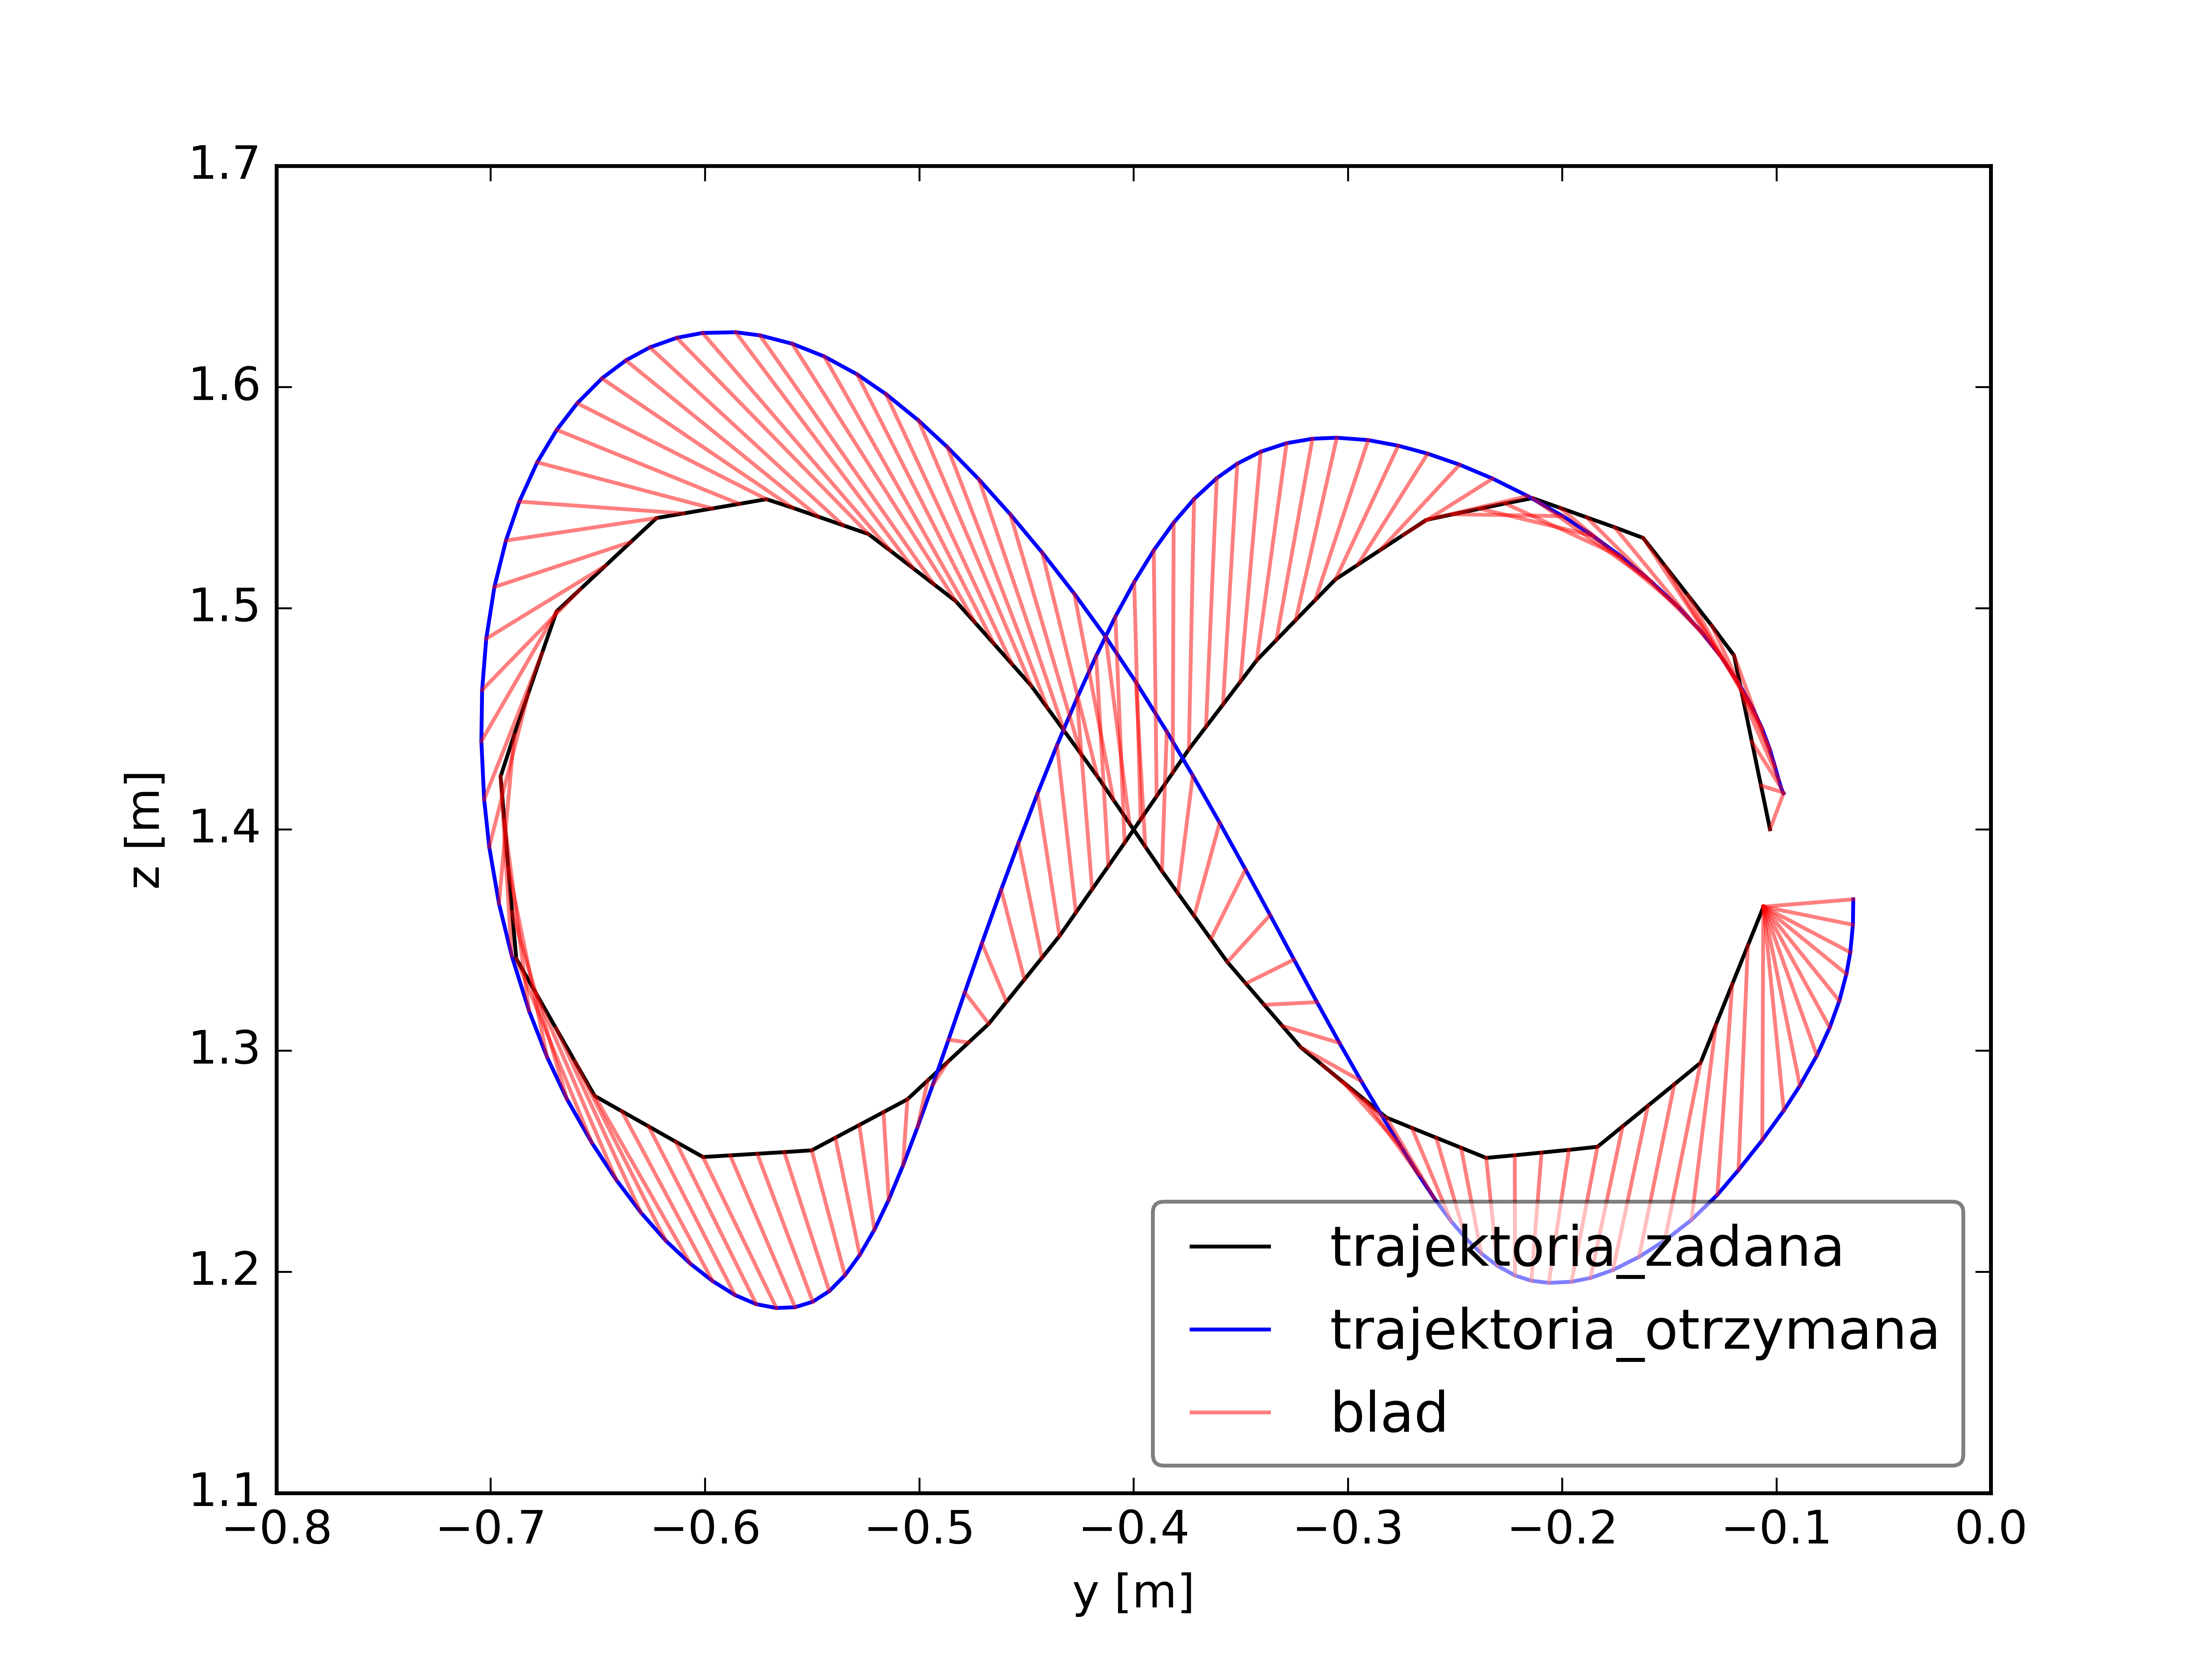 1.7
1.6
1.5
1.4
1.3
1.2
1.1
z [m]
−0.8 −0.7 −0.6 −0.5 −0.4 −0.3 −0.2 −0.1 0.0
y [m]
trajektoria_zadana
trajektoria_otrzymana
blad